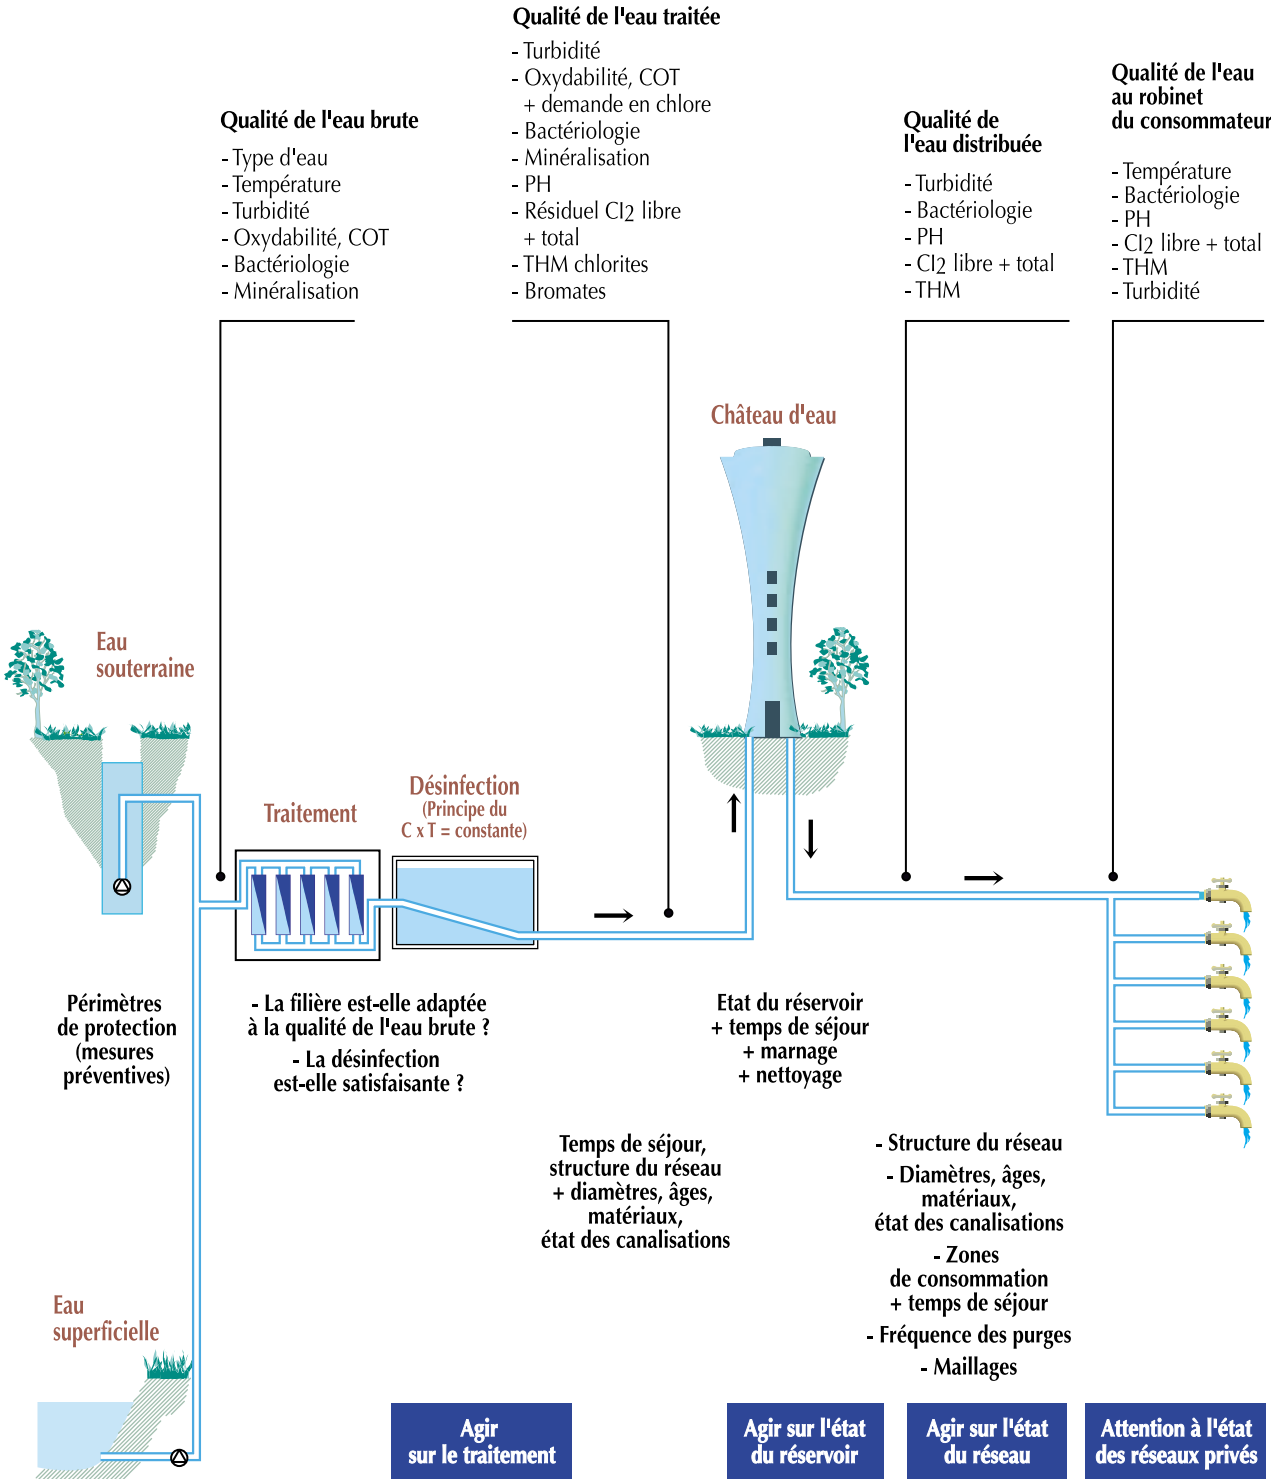 Qualité de l'eau brute
- Type d'eau
- Température
- Turbidité
- Oxydabilité, COT
- Bactériologie
- Minéralisation
Qualité de l'eau traitée
- Turbidité
- Oxydabilité, COT
+ demande en chlore
- Bactériologie
- Minéralisation
- PH
- Résiduel Cl2 libre
+ total
- THM chlorites
- Bromates
Qualité de
l'eau distribuée
- Turbidité
- Bactériologie
- PH
- Cl2 libre + total
- THM
Qualité de l'eau
au robinet
du consommateur
- Température
- Bactériologie
- PH
- Cl2 libre + total
- THM
- Turbidité
Château d'eau
Eau
souterraine
Traitement
Désinfection
(Principe du
C x T = constante)
Périmètres
de protection
(mesures
préventives)
- La filière est-elle adaptée
à la qualité de l'eau brute ?
- La désinfection
est-elle satisfaisante ?
Etat du réservoir
+ temps de séjour
+ marnage
+ nettoyage
Temps de séjour,
structure du réseau
+ diamètres, âges,
matériaux,
état des canalisations
- Structure du réseau
- Diamètres, âges,
matériaux,
état des canalisations
- Zones
de consommation
+ temps de séjour
- Fréquence des purges
- Maillages
Eau
superficielle
Agir
sur le traitement
Agir sur l'état
du réservoir
Agir sur l'état
du réseau
Attention à l'état
des réseaux privés